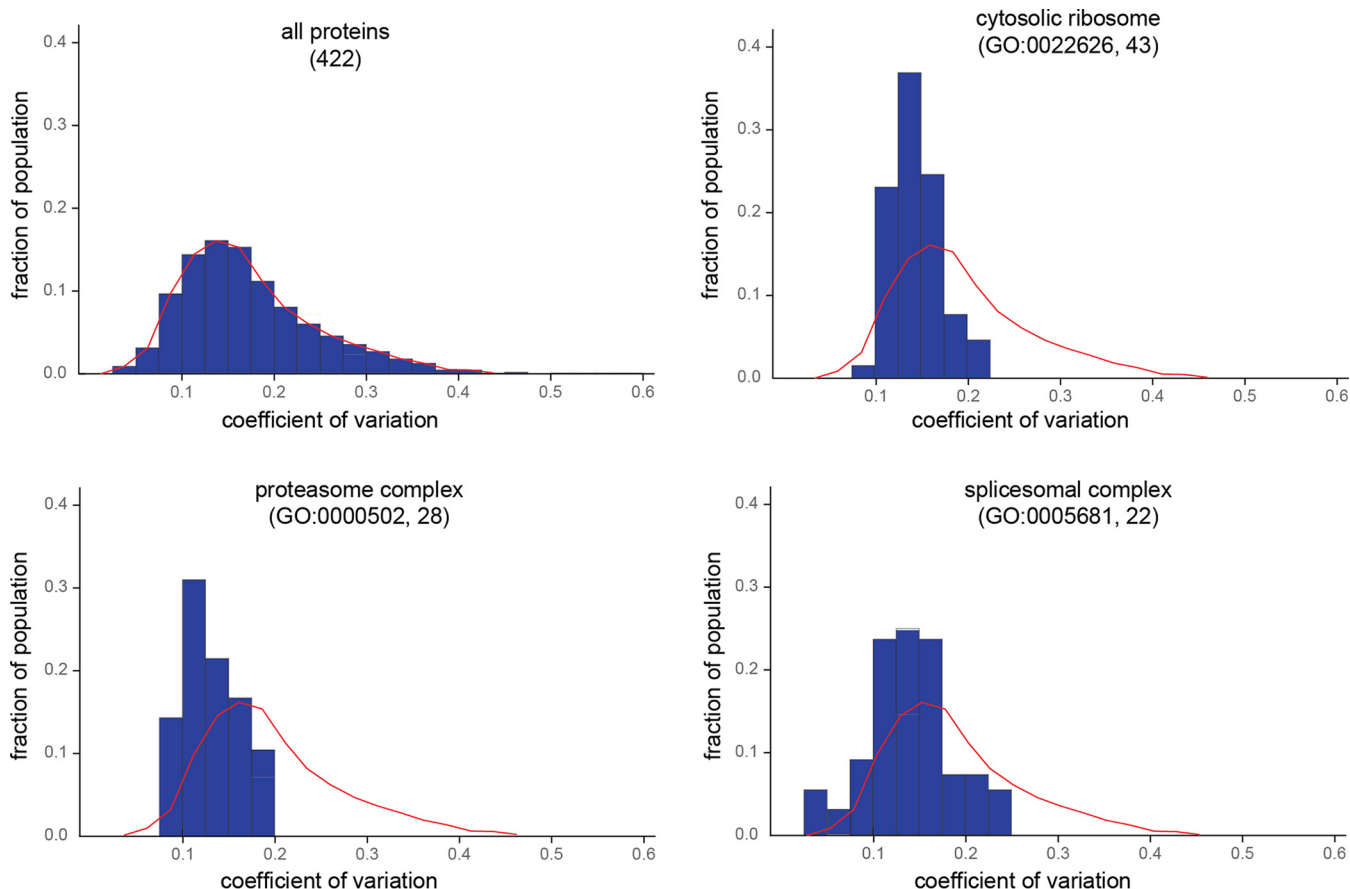 all proteins
(422)
0.4
0.3
0.2
0.1
0.0
fraction of population
0.1 0.2 0.3 0.4 0.5 0.6
coefficient of variation
cytosolic ribosome
(GO:0022626, 43)
0.4
0.3
0.2
0.1
0.0
fraction of population
0.1 0.2 0.3 0.4 0.5 0.6
coefficient of variation
proteasome complex
(GO:0000502, 28)
0.4
0.3
0.2
0.1
0.0
fraction of population
0.1 0.2 0.3 0.4 0.5 0.6
coefficient of variation
splicesomal complex
(GO:0005681, 22)
0.4
0.3
0.2
0.1
0.0
fraction of population
0.1 0.2 0.3 0.4 0.5 0.6
coefficient of variation